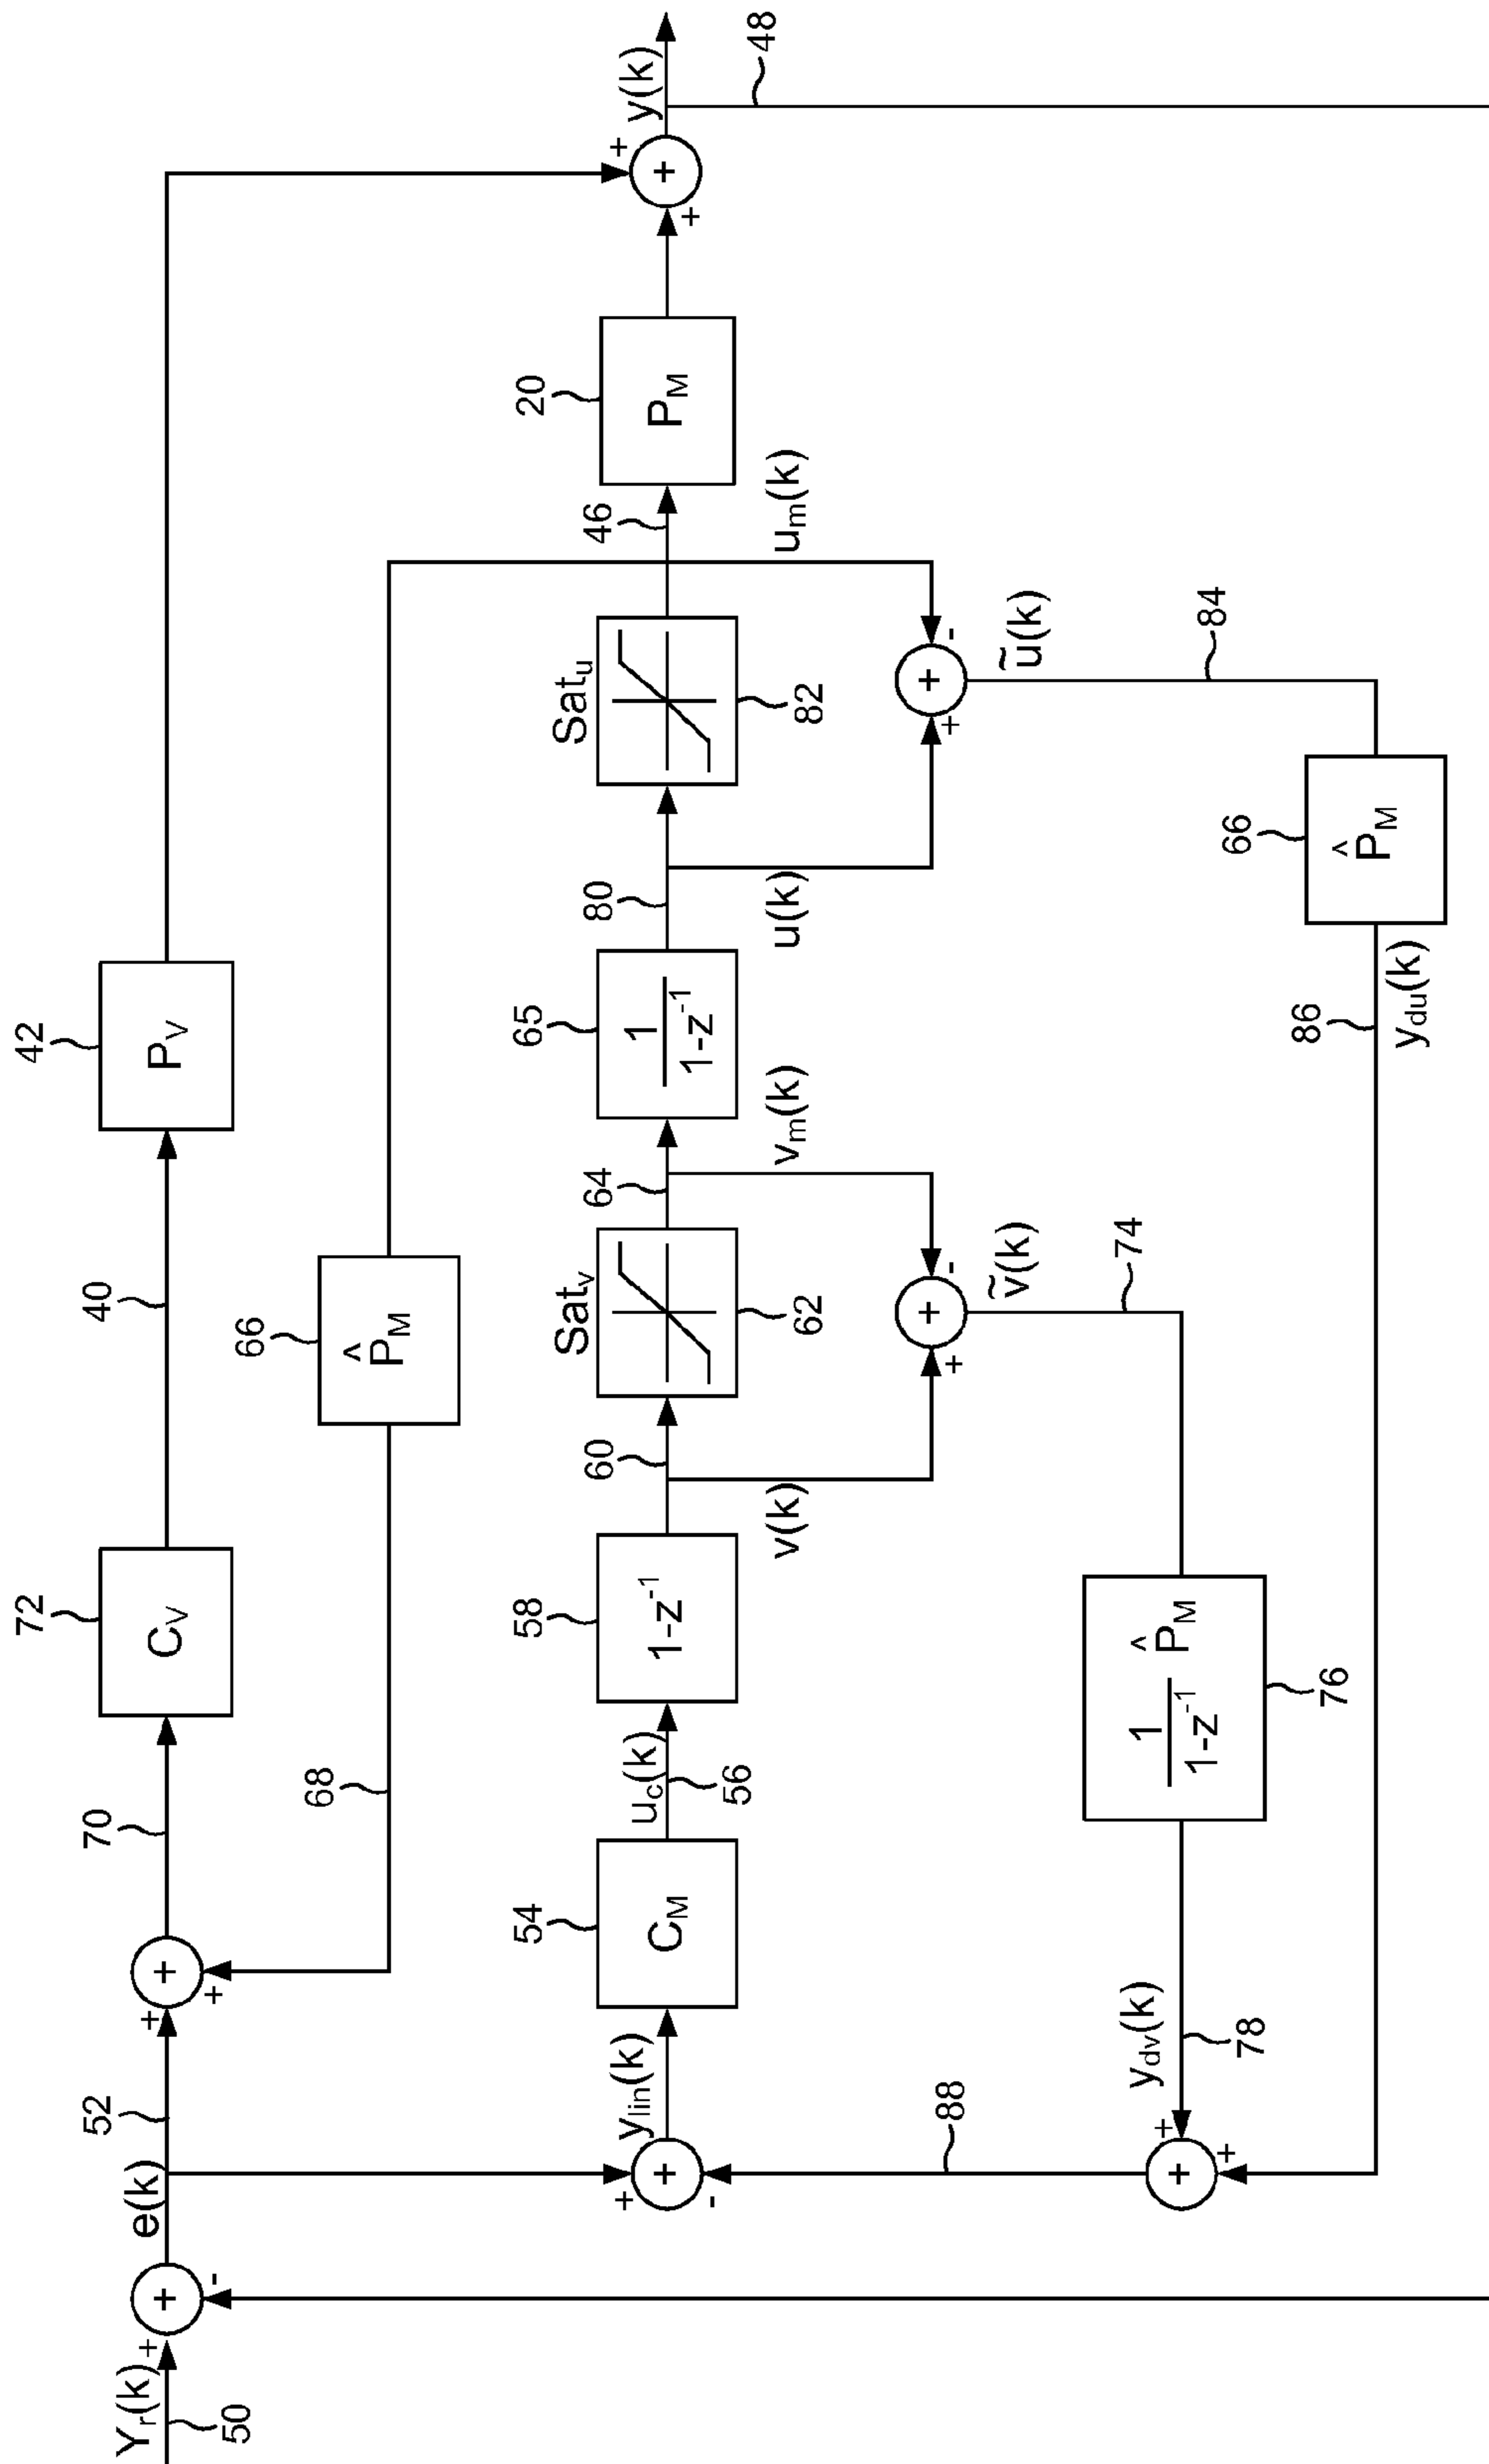 Y_r(k)
+
50
+
-
e(k)
52
+
+
+
70
72
C_V
40
42
P_V
68
66
P̂_M
+
+
-
y_lin(k)
54
C_M
u_c(k)
56
58
1-z^-1
60
v(k)
Sat_v
62
64
v_m(k)
65
1
1-z^-1
80
u(k)
Sat_u
82
46
u_m(k)
20
P_M
+
+
+
y(k)
48
+
+
-
ṽ(k)
74
+
+
-
ũ(k)
84
88
+
+
+
y_dv(k)
78
1
1-z^-1
P̂_M
76
66
P̂_M
86
y_du(k)